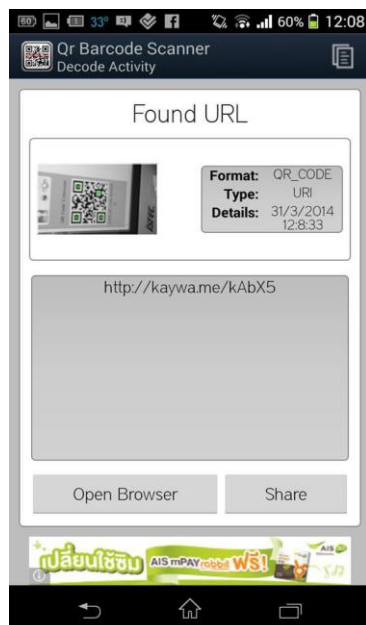 60 33° 60% 12:08
Qr Barcode Scanner
Decode Activity
Found URL
Format: QR_CODE
Type: URI
Details: 31/3/2014
12:8:33
http://kaywa.me/kAbX5
Open Browser Share
เปลี่ยนใช้ซิม AIS mPAY rabbit ฟรี! AIS